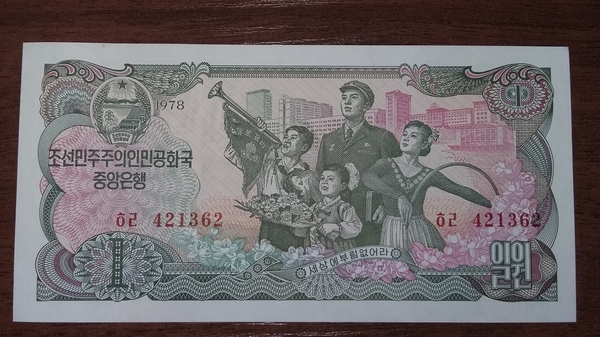 1978
조선민주주의인민공화국
중앙은행
ㅎㄹ 421362
ㅎㄹ 421362
세상에 부럼없어라
1
일원